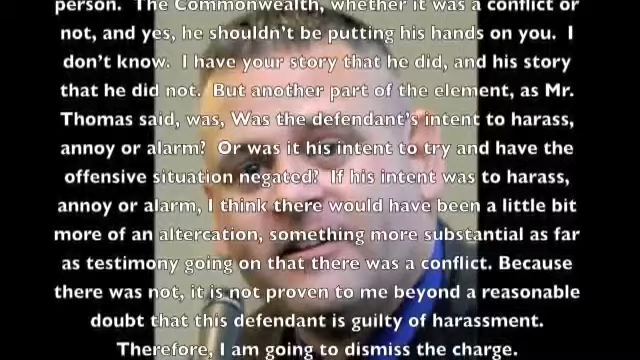 person. The Commonwealth, whether it was a conflict or
not, and yes, he shouldn't be putting his hands on you. I
don't know. I have your story that he did, and his story
that he did not. But another part of the element, as Mr.
Thomas said, was, Was the defendant's intent to harass,
annoy or alarm? Or was it his intent to try and have the
offensive situation negated? If his intent was to harass,
annoy or alarm, I think there would have been a little bit
more of an altercation, something more substantial as far
as testimony going on that there was a conflict. Because
there was not, it is not proven to me beyond a reasonable
doubt that this defendant is guilty of harassment.
Therefore, I am going to dismiss the charge.